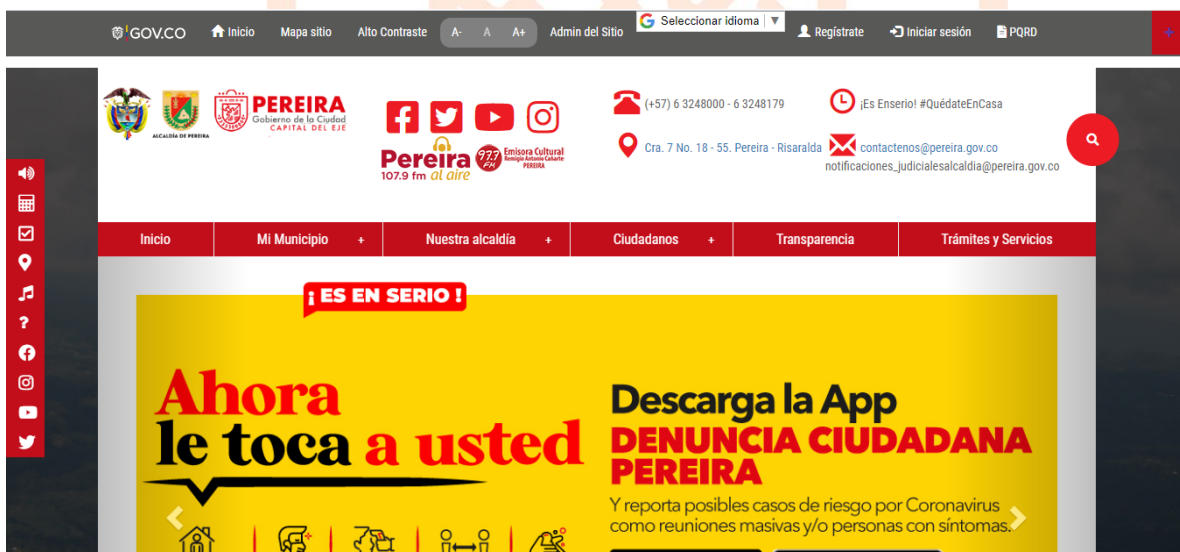 GOV.CO Inicio Mapa sitio Alto Contraste A- A A+ Admin del Sitio Seleccionar idioma ▼ Regístrate Iniciar sesión PQRD +
ALCALDÍA DE PEREIRA
PEREIRA
Gobierno de la Ciudad
CAPITAL DEL EJE
Pereira
107.9 fm al aire
97.7 FM
Emisora Cultural
Remigio Antonio Cañarte
PEREIRA
(+57) 6 3248000 - 6 3248179
¡Es Enserio! #QuédateEnCasa
Cra. 7 No. 18 - 55. Pereira - Risaralda
contactenos@pereira.gov.co
notificaciones_judicialesalcaldia@pereira.gov.co
Inicio Mi Municipio + Nuestra alcaldía + Ciudadanos + Transparencia Trámites y Servicios
¡ ES EN SERIO !
Ahora
le toca a usted
Descarga la App
DENUNCIA CIUDADANA
PEREIRA
Y reporta posibles casos de riesgo por Coronavirus
como reuniones masivas y/o personas con síntomas.